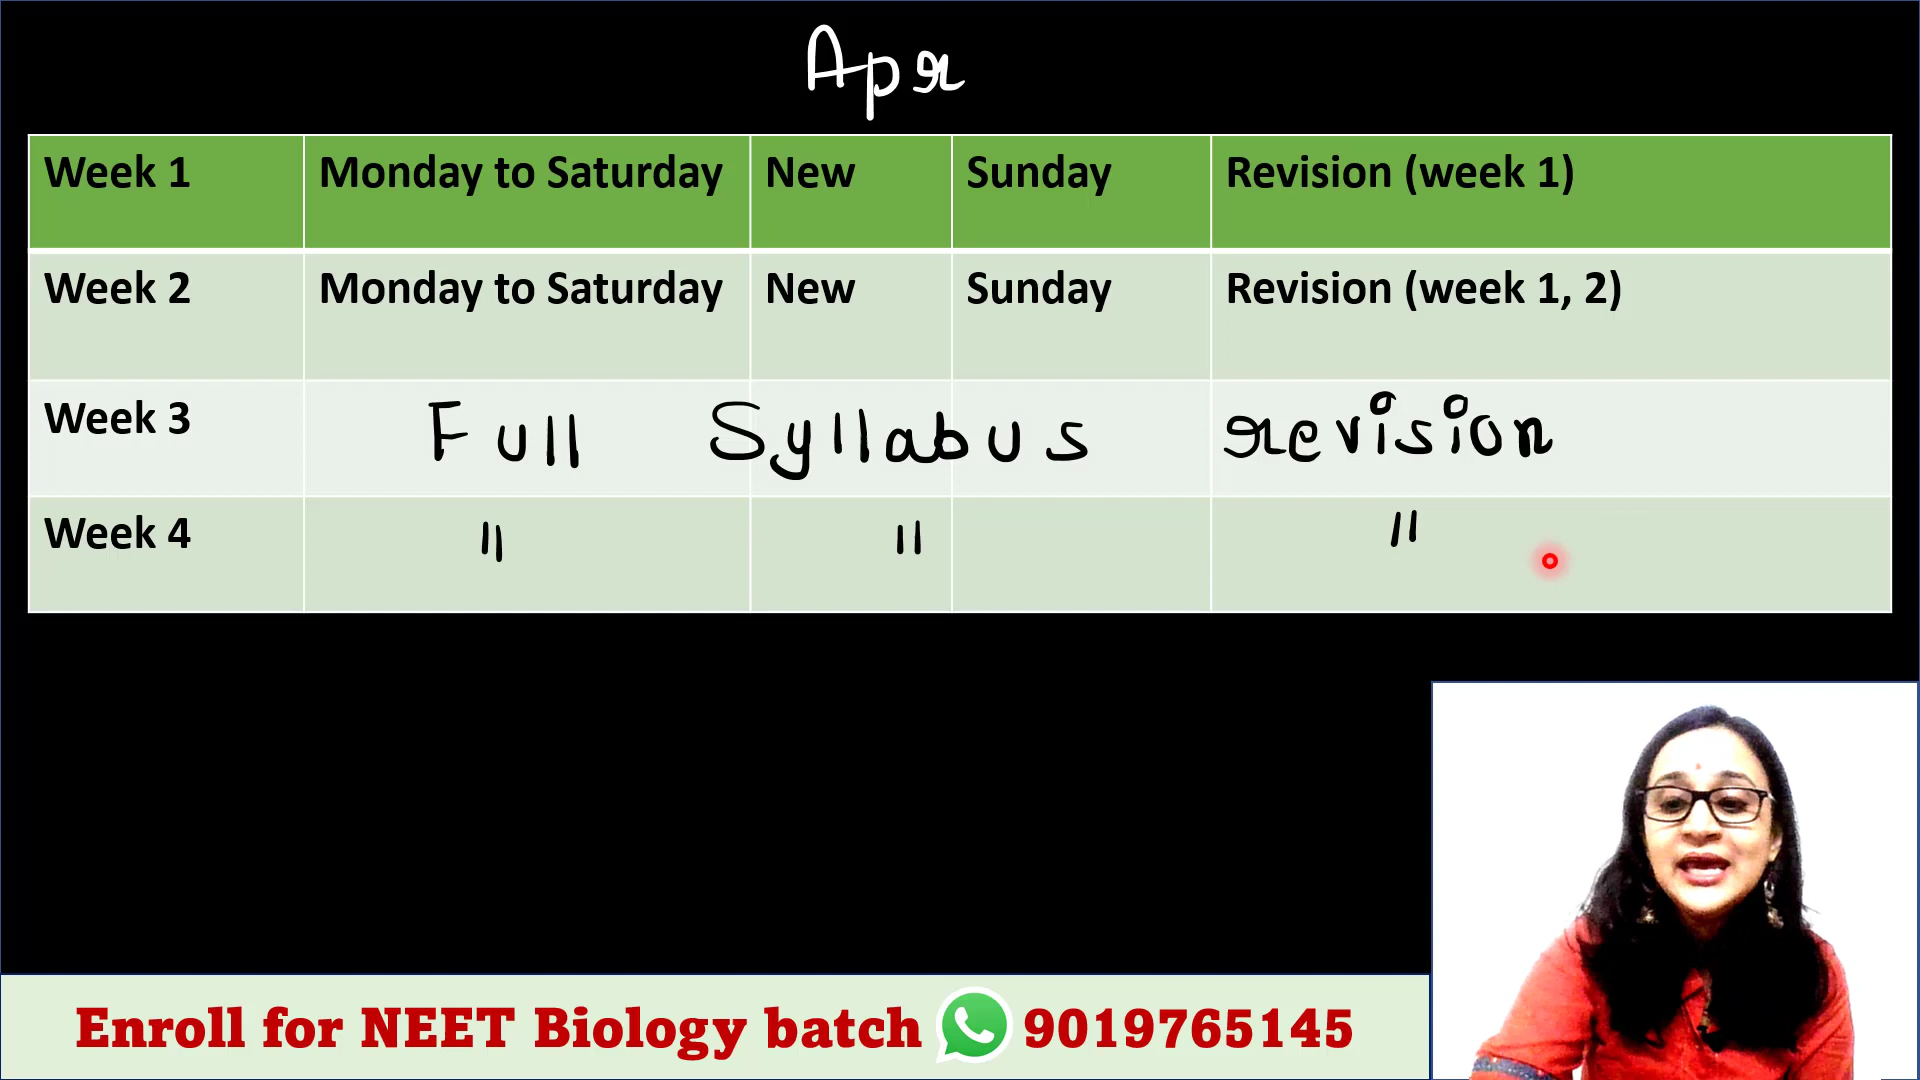 Apr
Week 1 Monday to Saturday New Sunday Revision (week 1)
Week 2 Monday to Saturday New Sunday Revision (week 1, 2)
Week 3 Full Syllabus revision
Week 4 " " "
Enroll for NEET Biology batch 9019765145